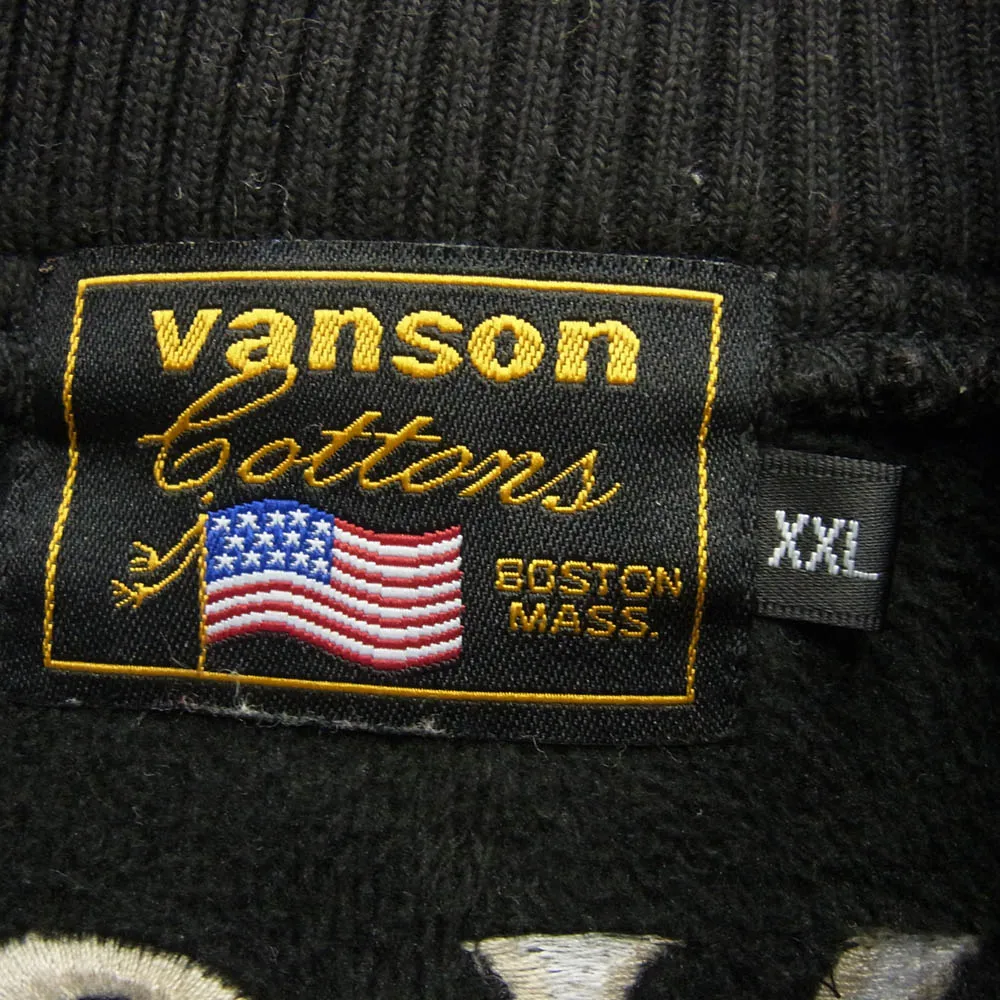 vanson
Cottons
BOSTON
MASS.
XXL